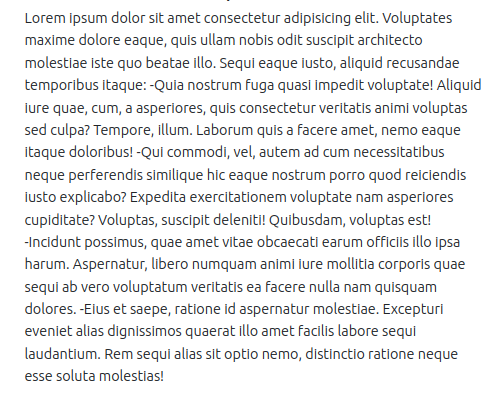 Lorem ipsum dolor sit amet consectetur adipisicing elit. Voluptates
maxime dolore eaque, quis ullam nobis odit suscipit architecto
molestiae iste quo beatae illo. Sequi eaque iusto, aliquid recusandae
temporibus itaque: -Quia nostrum fuga quasi impedit voluptate! Aliquid
iure quae, cum, a asperiores, quis consectetur veritatis animi voluptas
sed culpa? Tempore, illum. Laborum quis a facere amet, nemo eaque
itaque doloribus! -Qui commodi, vel, autem ad cum necessitatibus
neque perferendis similique hic eaque nostrum porro quod reiciendis
iusto explicabo? Expedita exercitationem voluptate nam asperiores
cupiditate? Voluptas, suscipit deleniti! Quibusdam, voluptas est!
-Incidunt possimus, quae amet vitae obcaecati earum officiis illo ipsa
harum. Aspernatur, libero numquam animi iure mollitia corporis quae
sequi ab vero voluptatum veritatis ea facere nulla nam quisquam
dolores. -Eius et saepe, ratione id aspernatur molestiae. Excepturi
eveniet alias dignissimos quaerat illo amet facilis labore sequi
laudantium. Rem sequi alias sit optio nemo, distinctio ratione neque
esse soluta molestias!